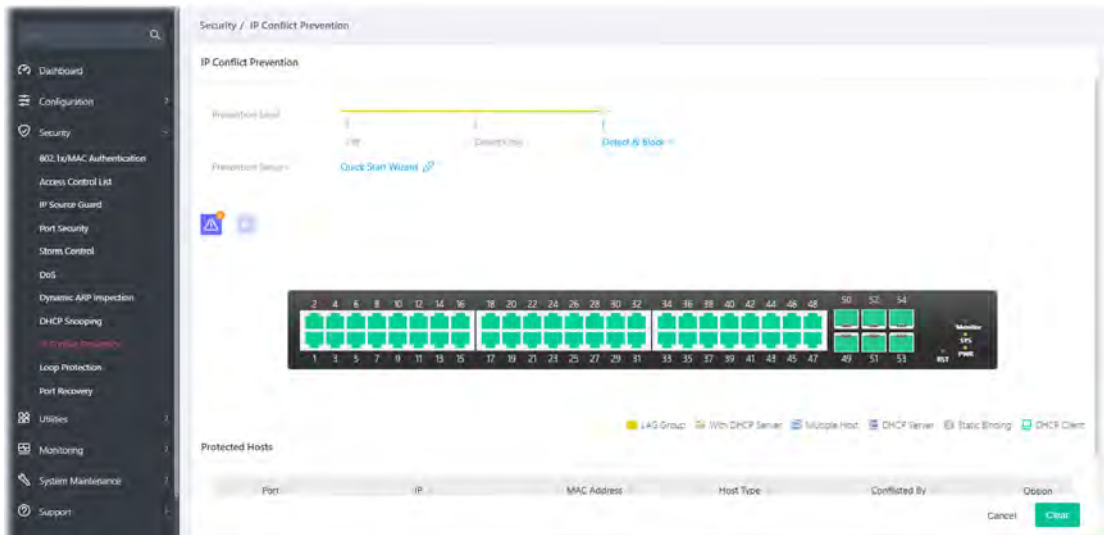 Security / IP Conflict Prevention
Dashboard
Configuration
Security
802.1x/MAC Authentication
Access Control List
IP Source Guard
Port Security
Storm Control
DoS
Dynamic ARP Inspection
DHCP Snooping
IP Conflict Prevention
Loop Protection
Port Recovery
Utilities
Monitoring
System Maintenance
Support
IP Conflict Prevention
Prevention Level
Off Detect Only Detect & Block
Prevention Setup Quick Start Wizard
2 4 6 8 10 12 14 16 18 20 22 24 26 28 30 32 34 36 38 40 42 44 46 48 50 52 54
Monitor
SYS
RST PWR
1 3 5 7 9 11 13 15 17 19 21 23 25 27 29 31 33 35 37 39 41 43 45 47 49 51 53
LAG Group With DHCP Server Multiple Host DHCP Server Static Binding DHCP Client
Protected Hosts
Port IP MAC Address Host Type Conflicted By Option
Cancel Clear